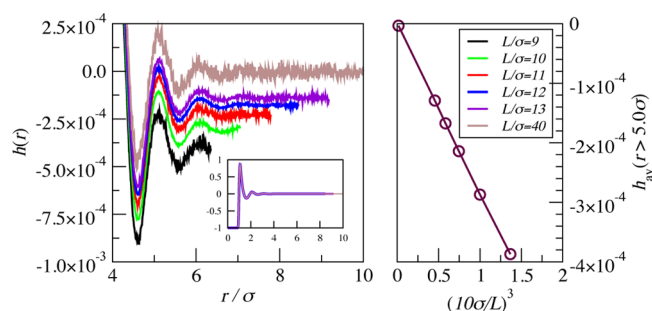 2.5×10⁻⁴
0.0
-2.5×10⁻⁴
-5.0×10⁻⁴
-7.5×10⁻⁴
-1.0×10⁻³
h(r)
4 6 8 10
r / σ
L/σ=9
L/σ=10
L/σ=11
L/σ=12
L/σ=13
L/σ=40
1
0.5
0
-0.5
-1
0 2 4 6 8 10
0
-1×10⁻⁴
-2×10⁻⁴
-3×10⁻⁴
-4×10⁻⁴
h_av(r > 5.0σ)
0 0.5 1 1.5 2
(10σ/L)³